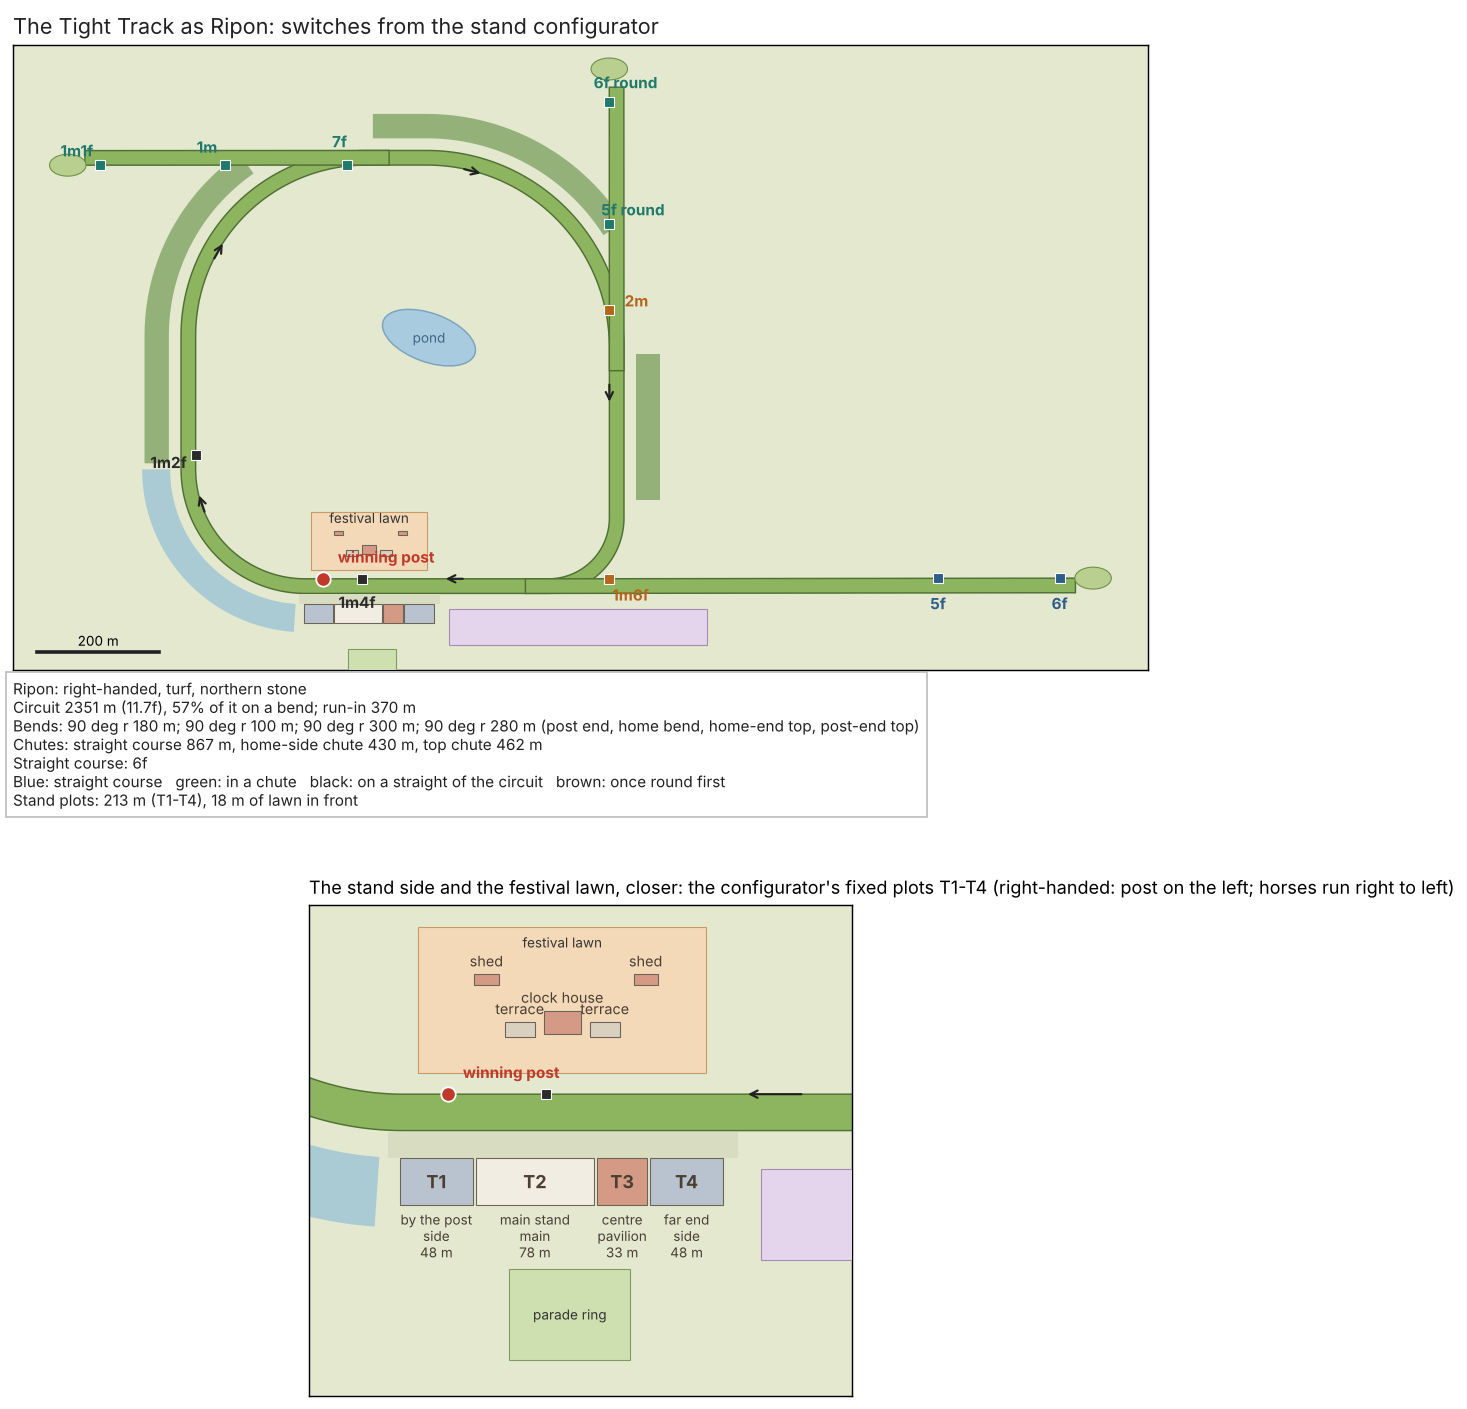 The Tight Track as Ripon: switches from the stand configurator
6f round
1m1f
1m
7f
5f round
2m
pond
1m2f
festival lawn
winning post
1m4f
1m6f
5f
6f
200 m
Ripon: right-handed, turf, northern stone
Circuit 2351 m (11.7f), 57% of it on a bend; run-in 370 m
Bends: 90 deg r 180 m; 90 deg r 100 m; 90 deg r 300 m; 90 deg r 280 m (post end, home bend, home-end top, post-end top)
Chutes: straight course 867 m, home-side chute 430 m, top chute 462 m
Straight course: 6f
Blue: straight course   green: in a chute   black: on a straight of the circuit   brown: once round first
Stand plots: 213 m (T1-T4), 18 m of lawn in front
The stand side and the festival lawn, closer: the configurator's fixed plots T1-T4 (right-handed: post on the left; horses run right to left)
festival lawn
shed
shed
clock house
terrace
terrace
winning post
T1
T2
T3
T4
by the post
side
48 m
main stand
main
78 m
centre
pavilion
33 m
far end
side
48 m
parade ring